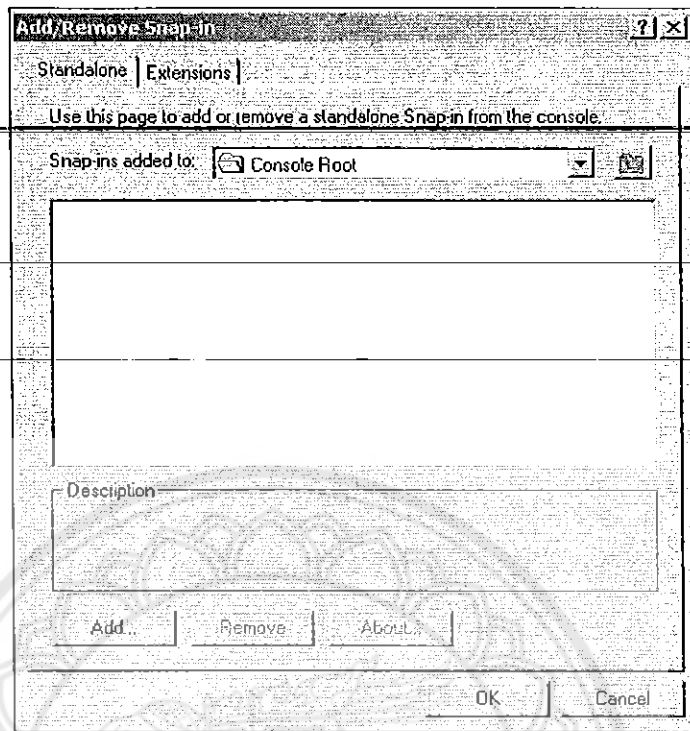 Add/Remove Snap-in
Standalone
Extensions
Use this page to add or remove a standalone Snap-in from the console.
Snap-ins added to:
Console Root
Description
Add...
Remove
About...
OK
Cancel